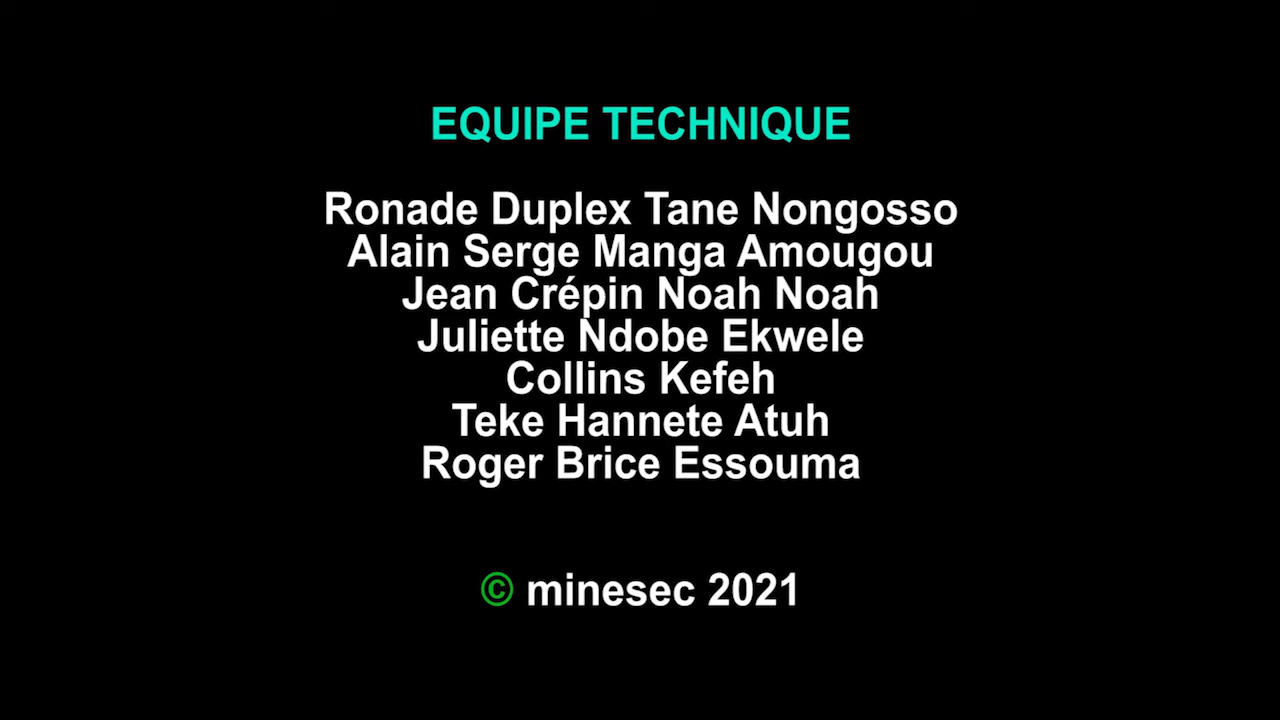 EQUIPE TECHNIQUE
Ronade Duplex Tane Nongosso
Alain Serge Manga Amougou
Jean Crépin Noah Noah
Juliette Ndobe Ekwele
Collins Kefeh
Teke Hannete Atuh
Roger Brice Essouma
© minesec 2021